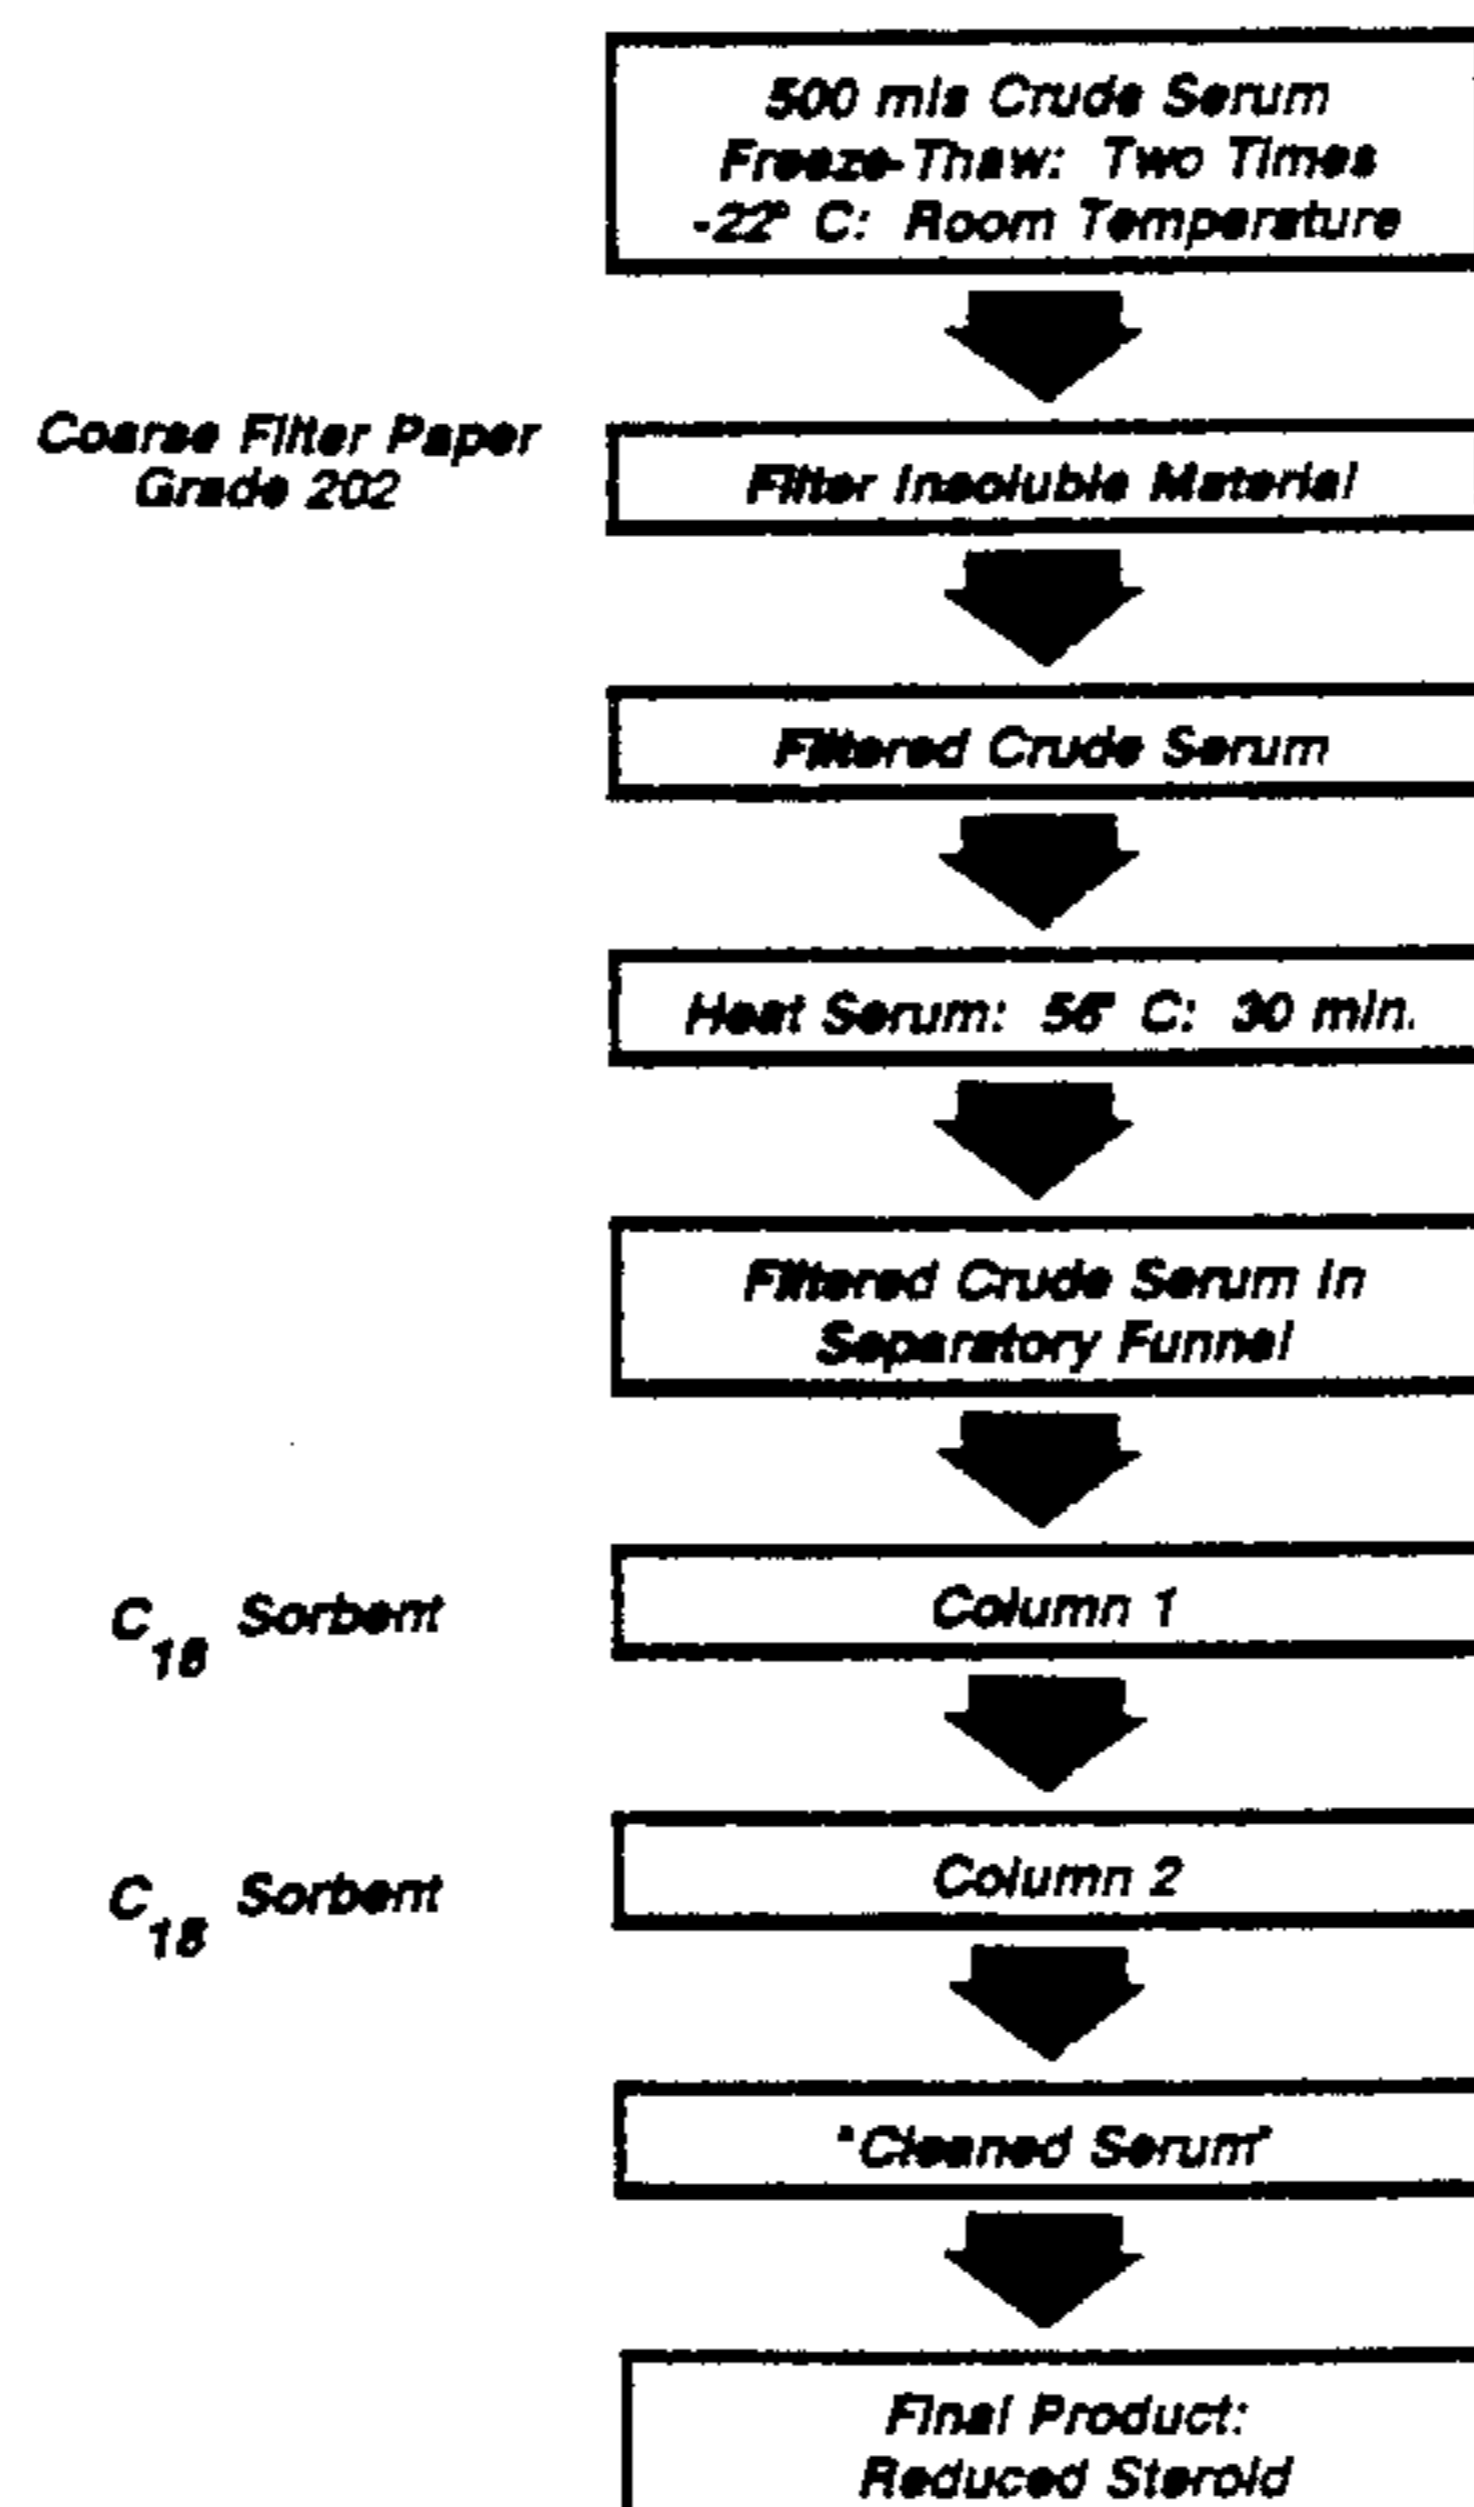 500 mls Crude Serum
Freeze-Thaw: Two Times
-22° C: Room Temperature
Coarse Filter Paper
Grade 202
Filter Insoluble Material
Filtered Crude Serum
Heat Serum: 56° C: 30 min.
Filtered Crude Serum in
Separatory Funnel
C18 Sorbent
Column 1
C18 Sorbent
Column 2
"Cleaned Serum"
Final Product:
Reduced Steroid